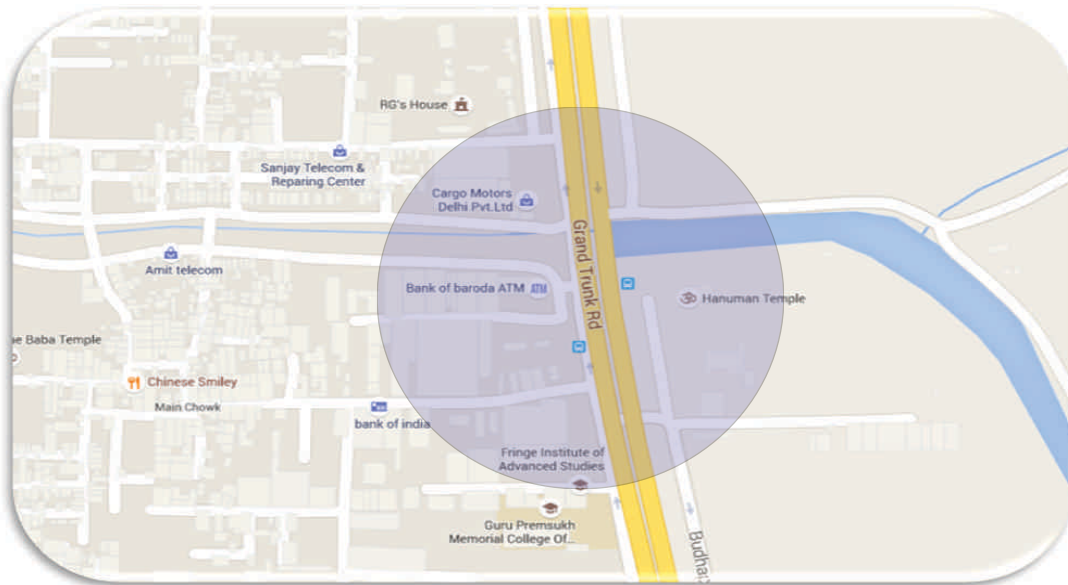 RG's House
Sanjay Telecom &
Reparing Center
Cargo Motors
Delhi Pvt.Ltd
Grand Trunk Rd
Amit telecom
Bank of baroda ATM
ATM
Hanuman Temple
Baba Temple
Chinese Smiley
Main Chowk
bank of india
Fringe Institute of
Advanced Studies
Guru Premsukh
Memorial College Of...